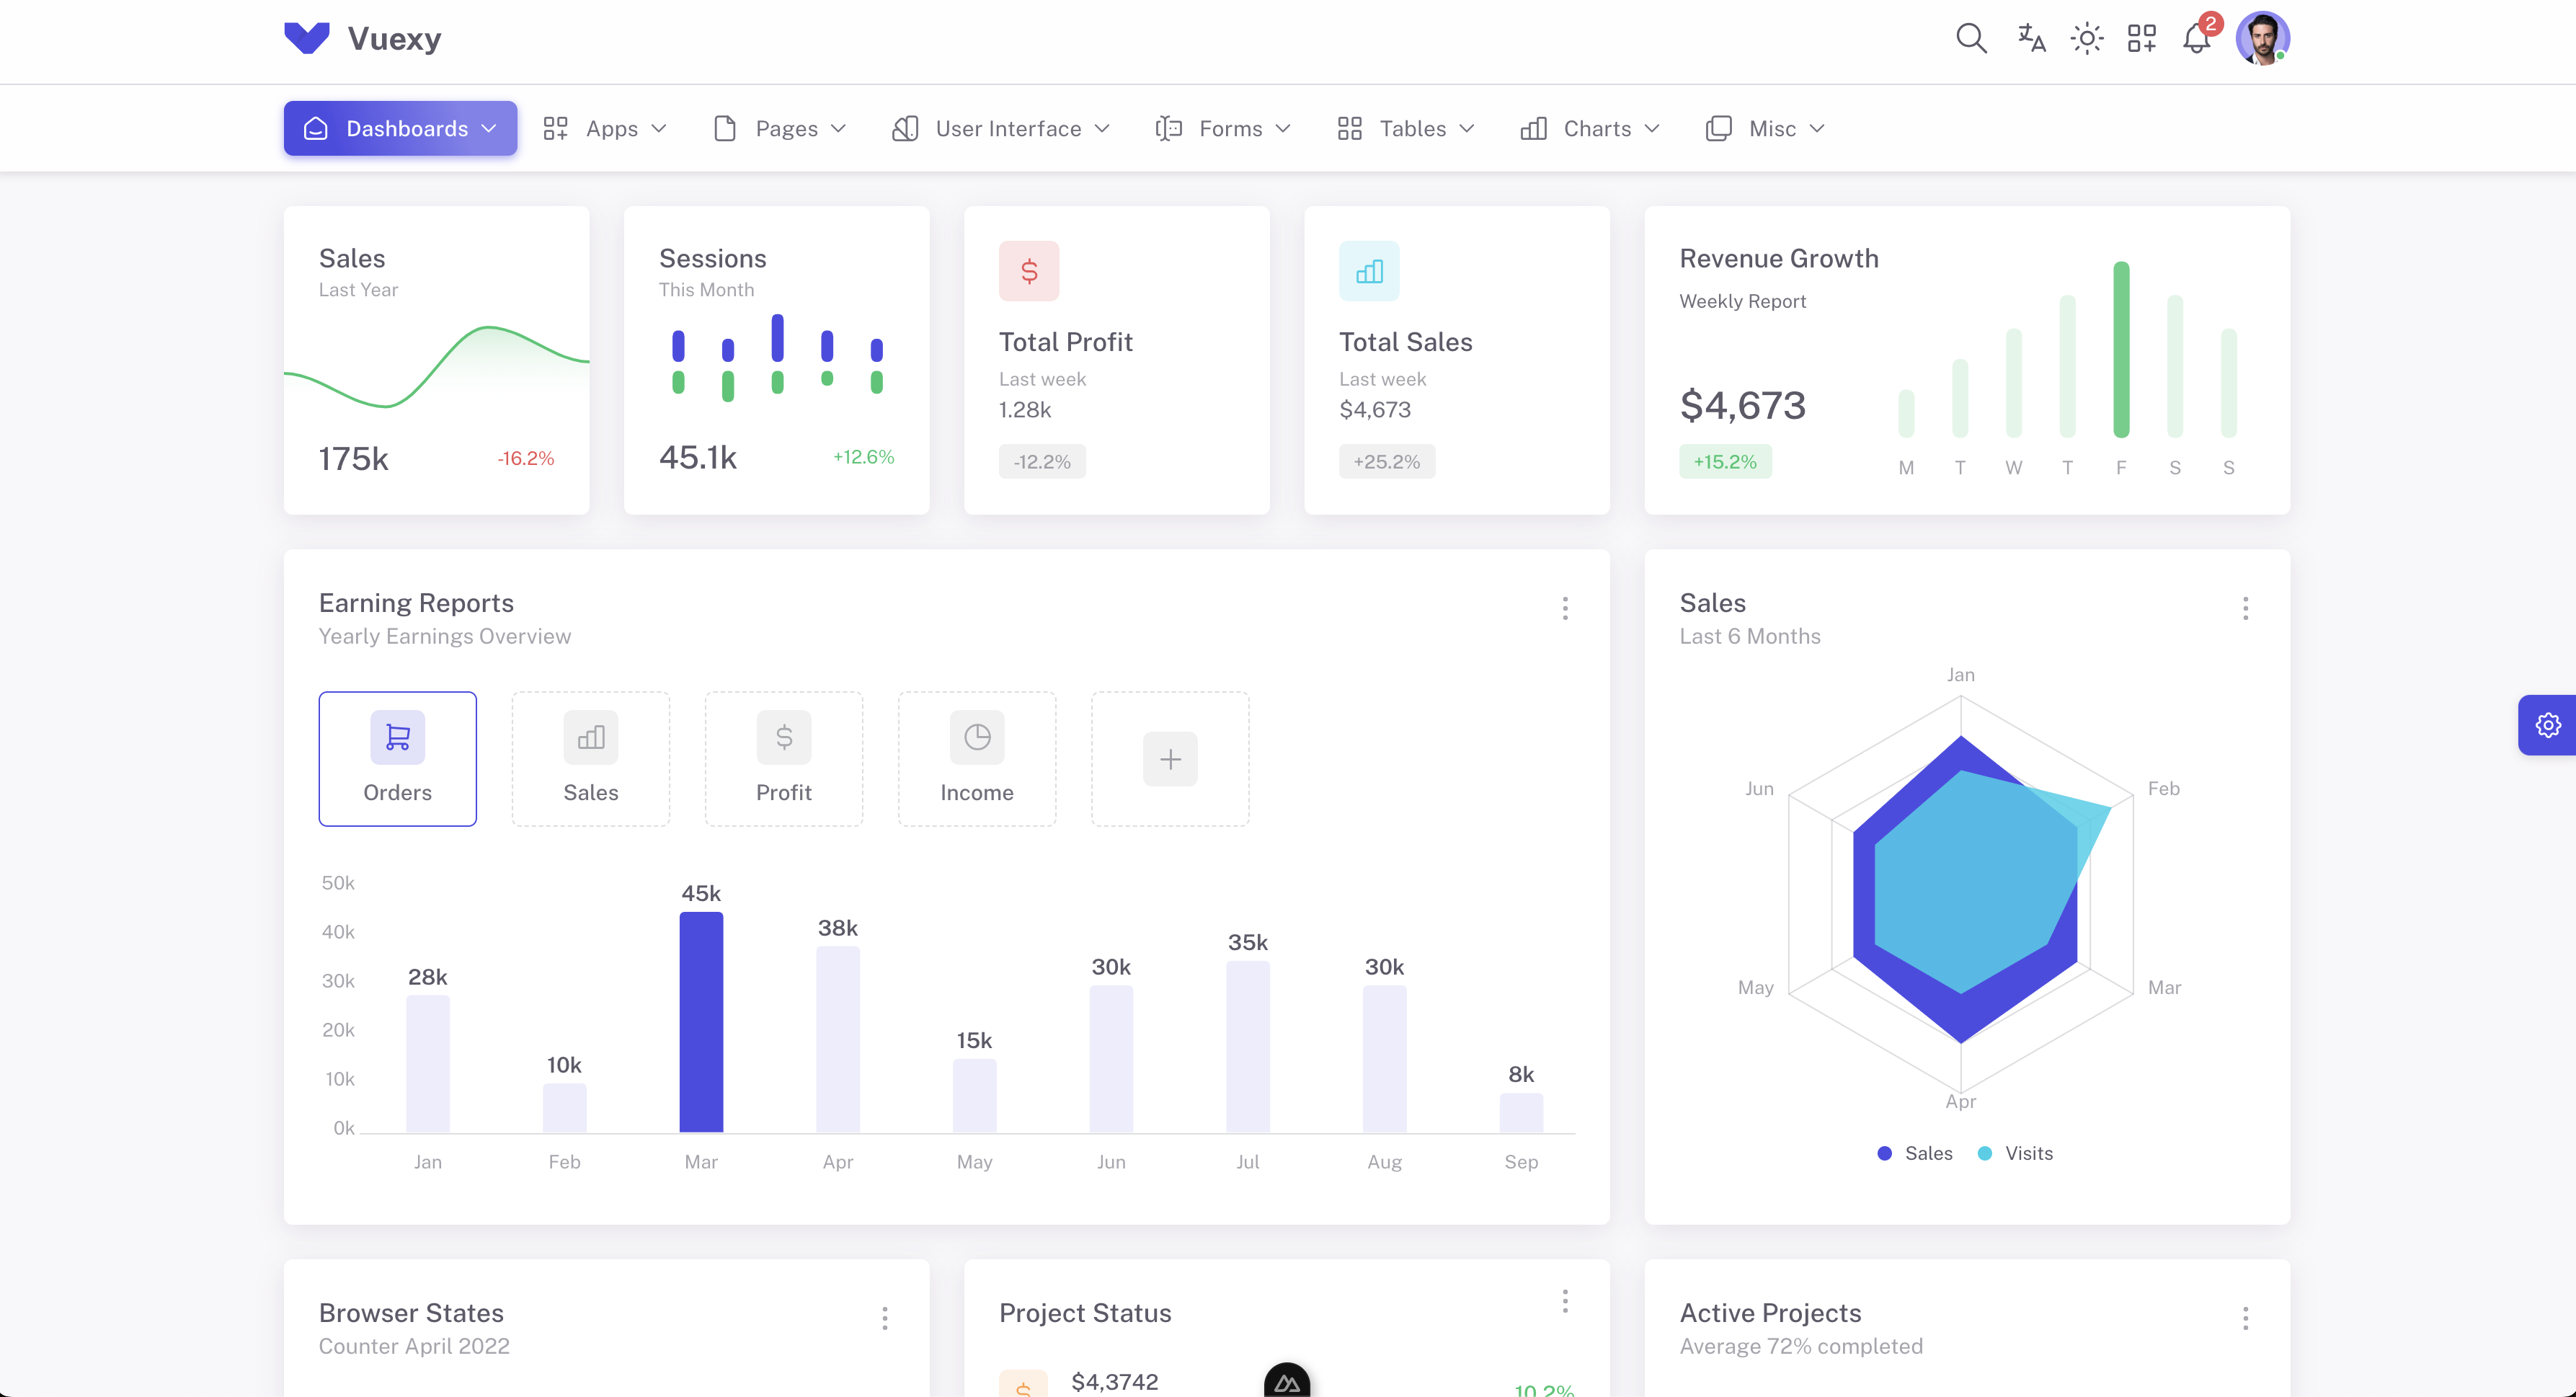 Vuexy
2
Dashboards
Apps
Pages
User Interface
Forms
Tables
Charts
Misc
Sales
Last Year
175k
-16.2%
Sessions
This Month
45.1k
+12.6%
Total Profit
Last week
1.28k
-12.2%
Total Sales
Last week
$4,673
+25.2%
Revenue Growth
Weekly Report
$4,673
+15.2%
M T W T F S S
Earning Reports
Yearly Earnings Overview
Orders
Sales
Profit
Income
50k
40k
30k
20k
10k
0k
28k
10k
45k
38k
15k
30k
35k
30k
8k
Jan Feb Mar Apr May Jun Jul Aug Sep
Sales
Last 6 Months
Jan
Feb
Mar
Apr
May
Jun
Sales
Visits
Browser States
Counter April 2022
Project Status
$4,3742
10.2%
Active Projects
Average 72% completed